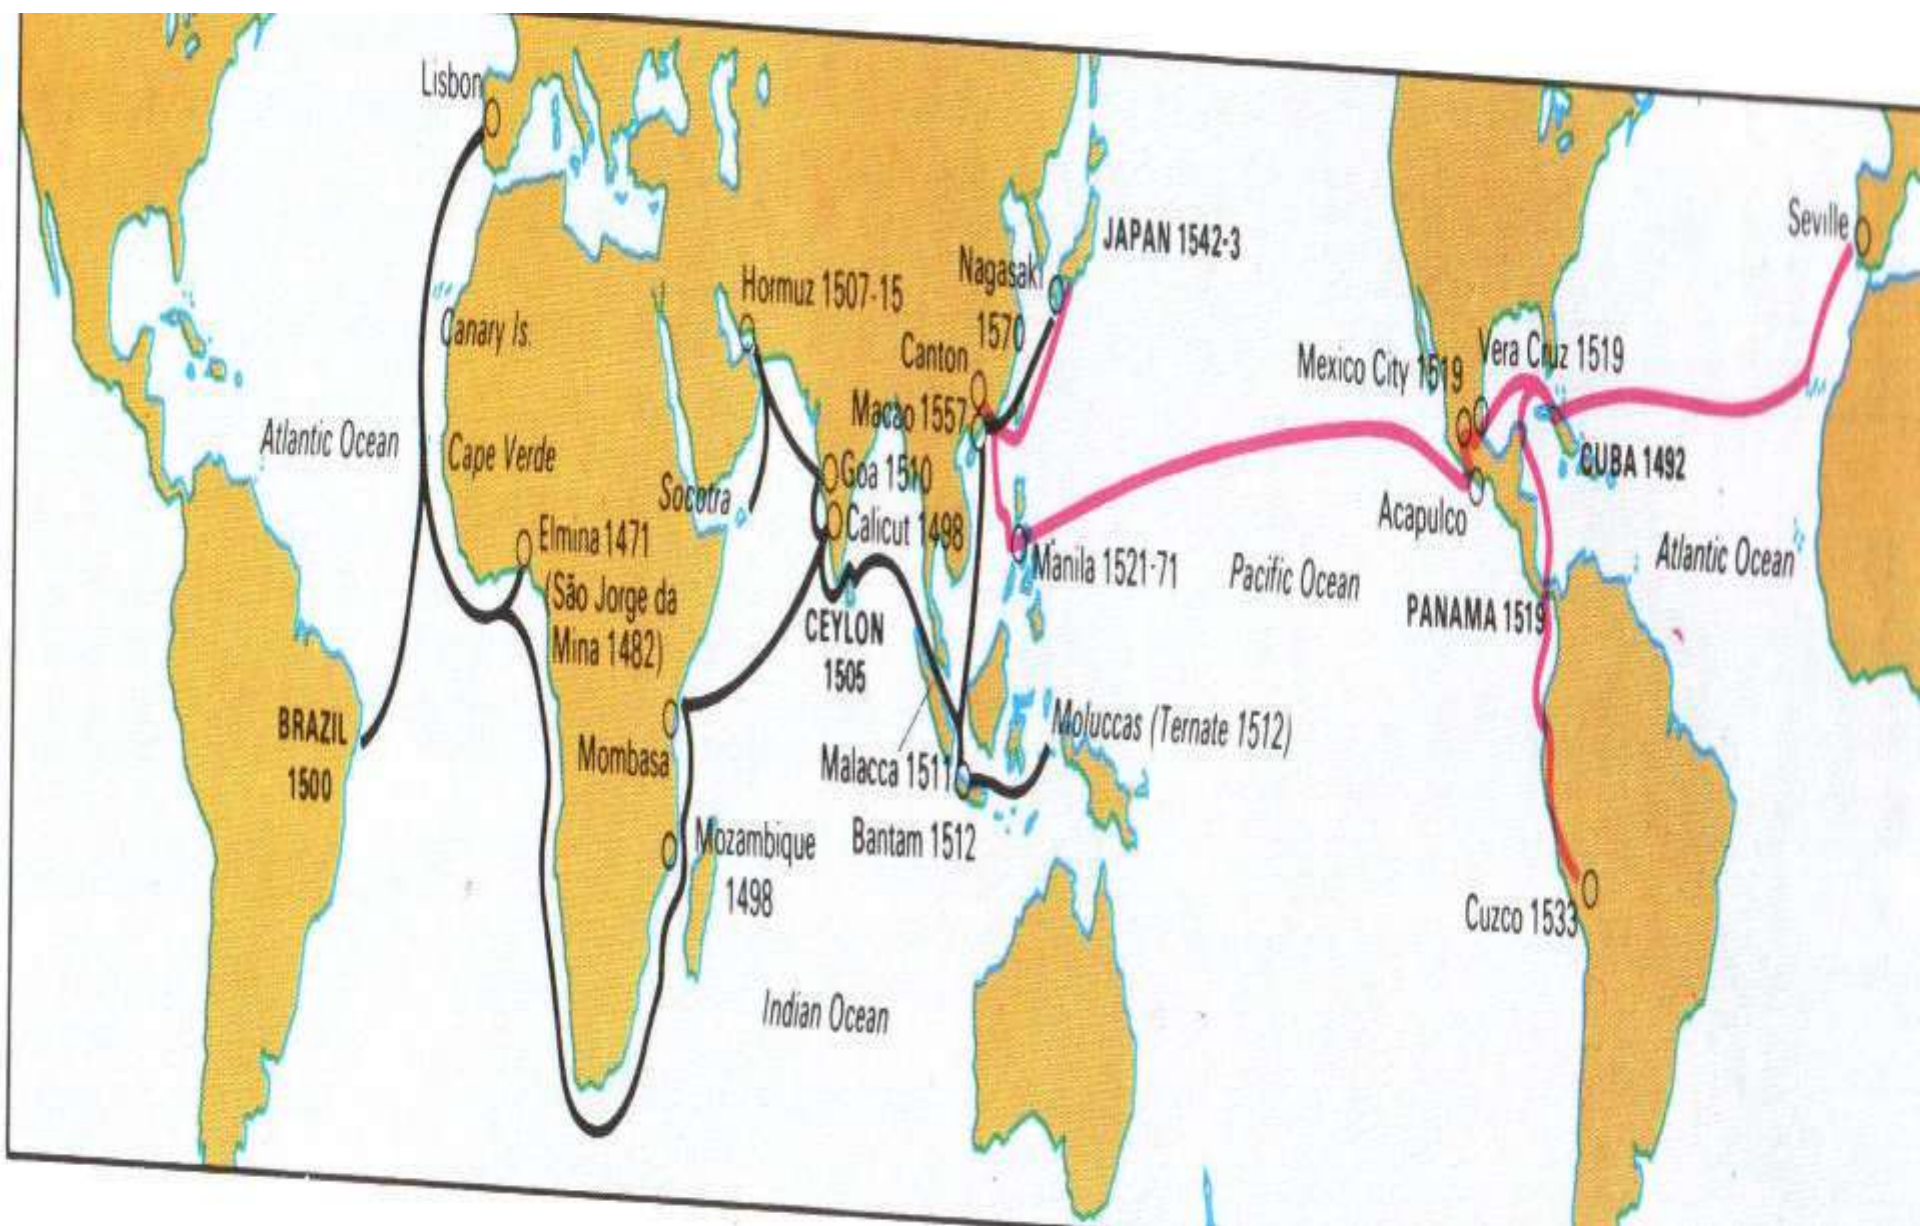 Lisbon
JAPAN 1542-3
Nagasaki
1570
Hormuz 1507-15
Canton
Macao 1557
Canary Is.
Atlantic Ocean
Cape Verde
Goa 1510
Socotra
Calicut 1498
Elmina 1471
(São Jorge da
Mina 1482)
CEYLON
1505
Manila 1521-71
Pacific Ocean
Seville
Mexico City 1519
Vera Cruz 1519
CUBA 1492
Acapulco
Atlantic Ocean
PANAMA 1519
BRAZIL
1500
Mombasa
Malacca 1511
Moluccas (Ternate 1512)
Mozambique
1498
Bantam 1512
Cuzco 1533
Indian Ocean